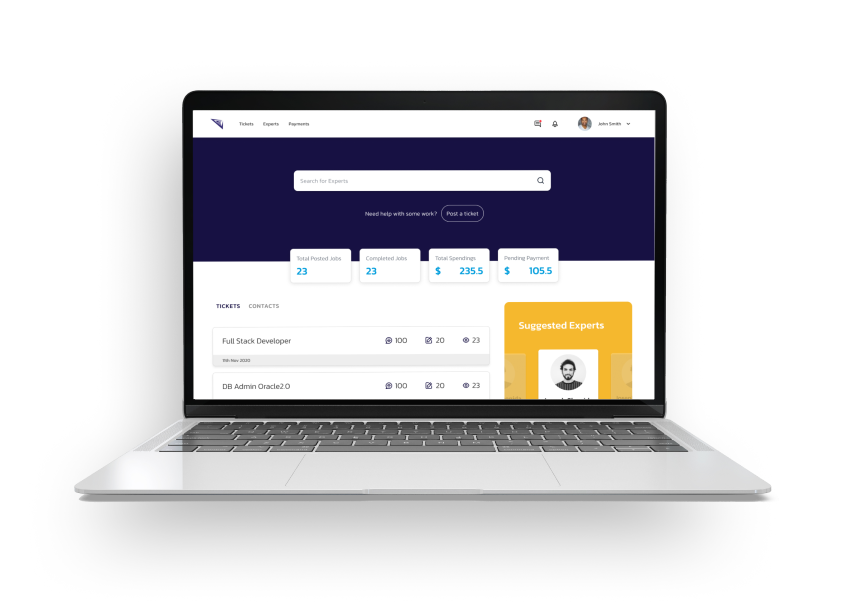 Tickets Experts Payments John Smith
Search for Experts
Need help with some work? Post a ticket
Total Posted Jobs Completed Jobs Total Spendings Pending Payment
23 23 $ 235.5 $ 105.5
TICKETS CONTACTS
Suggested Experts
Full Stack Developer 100 20 23
11th Nov 2020
DB Admin Oracle2.0 100 20 23